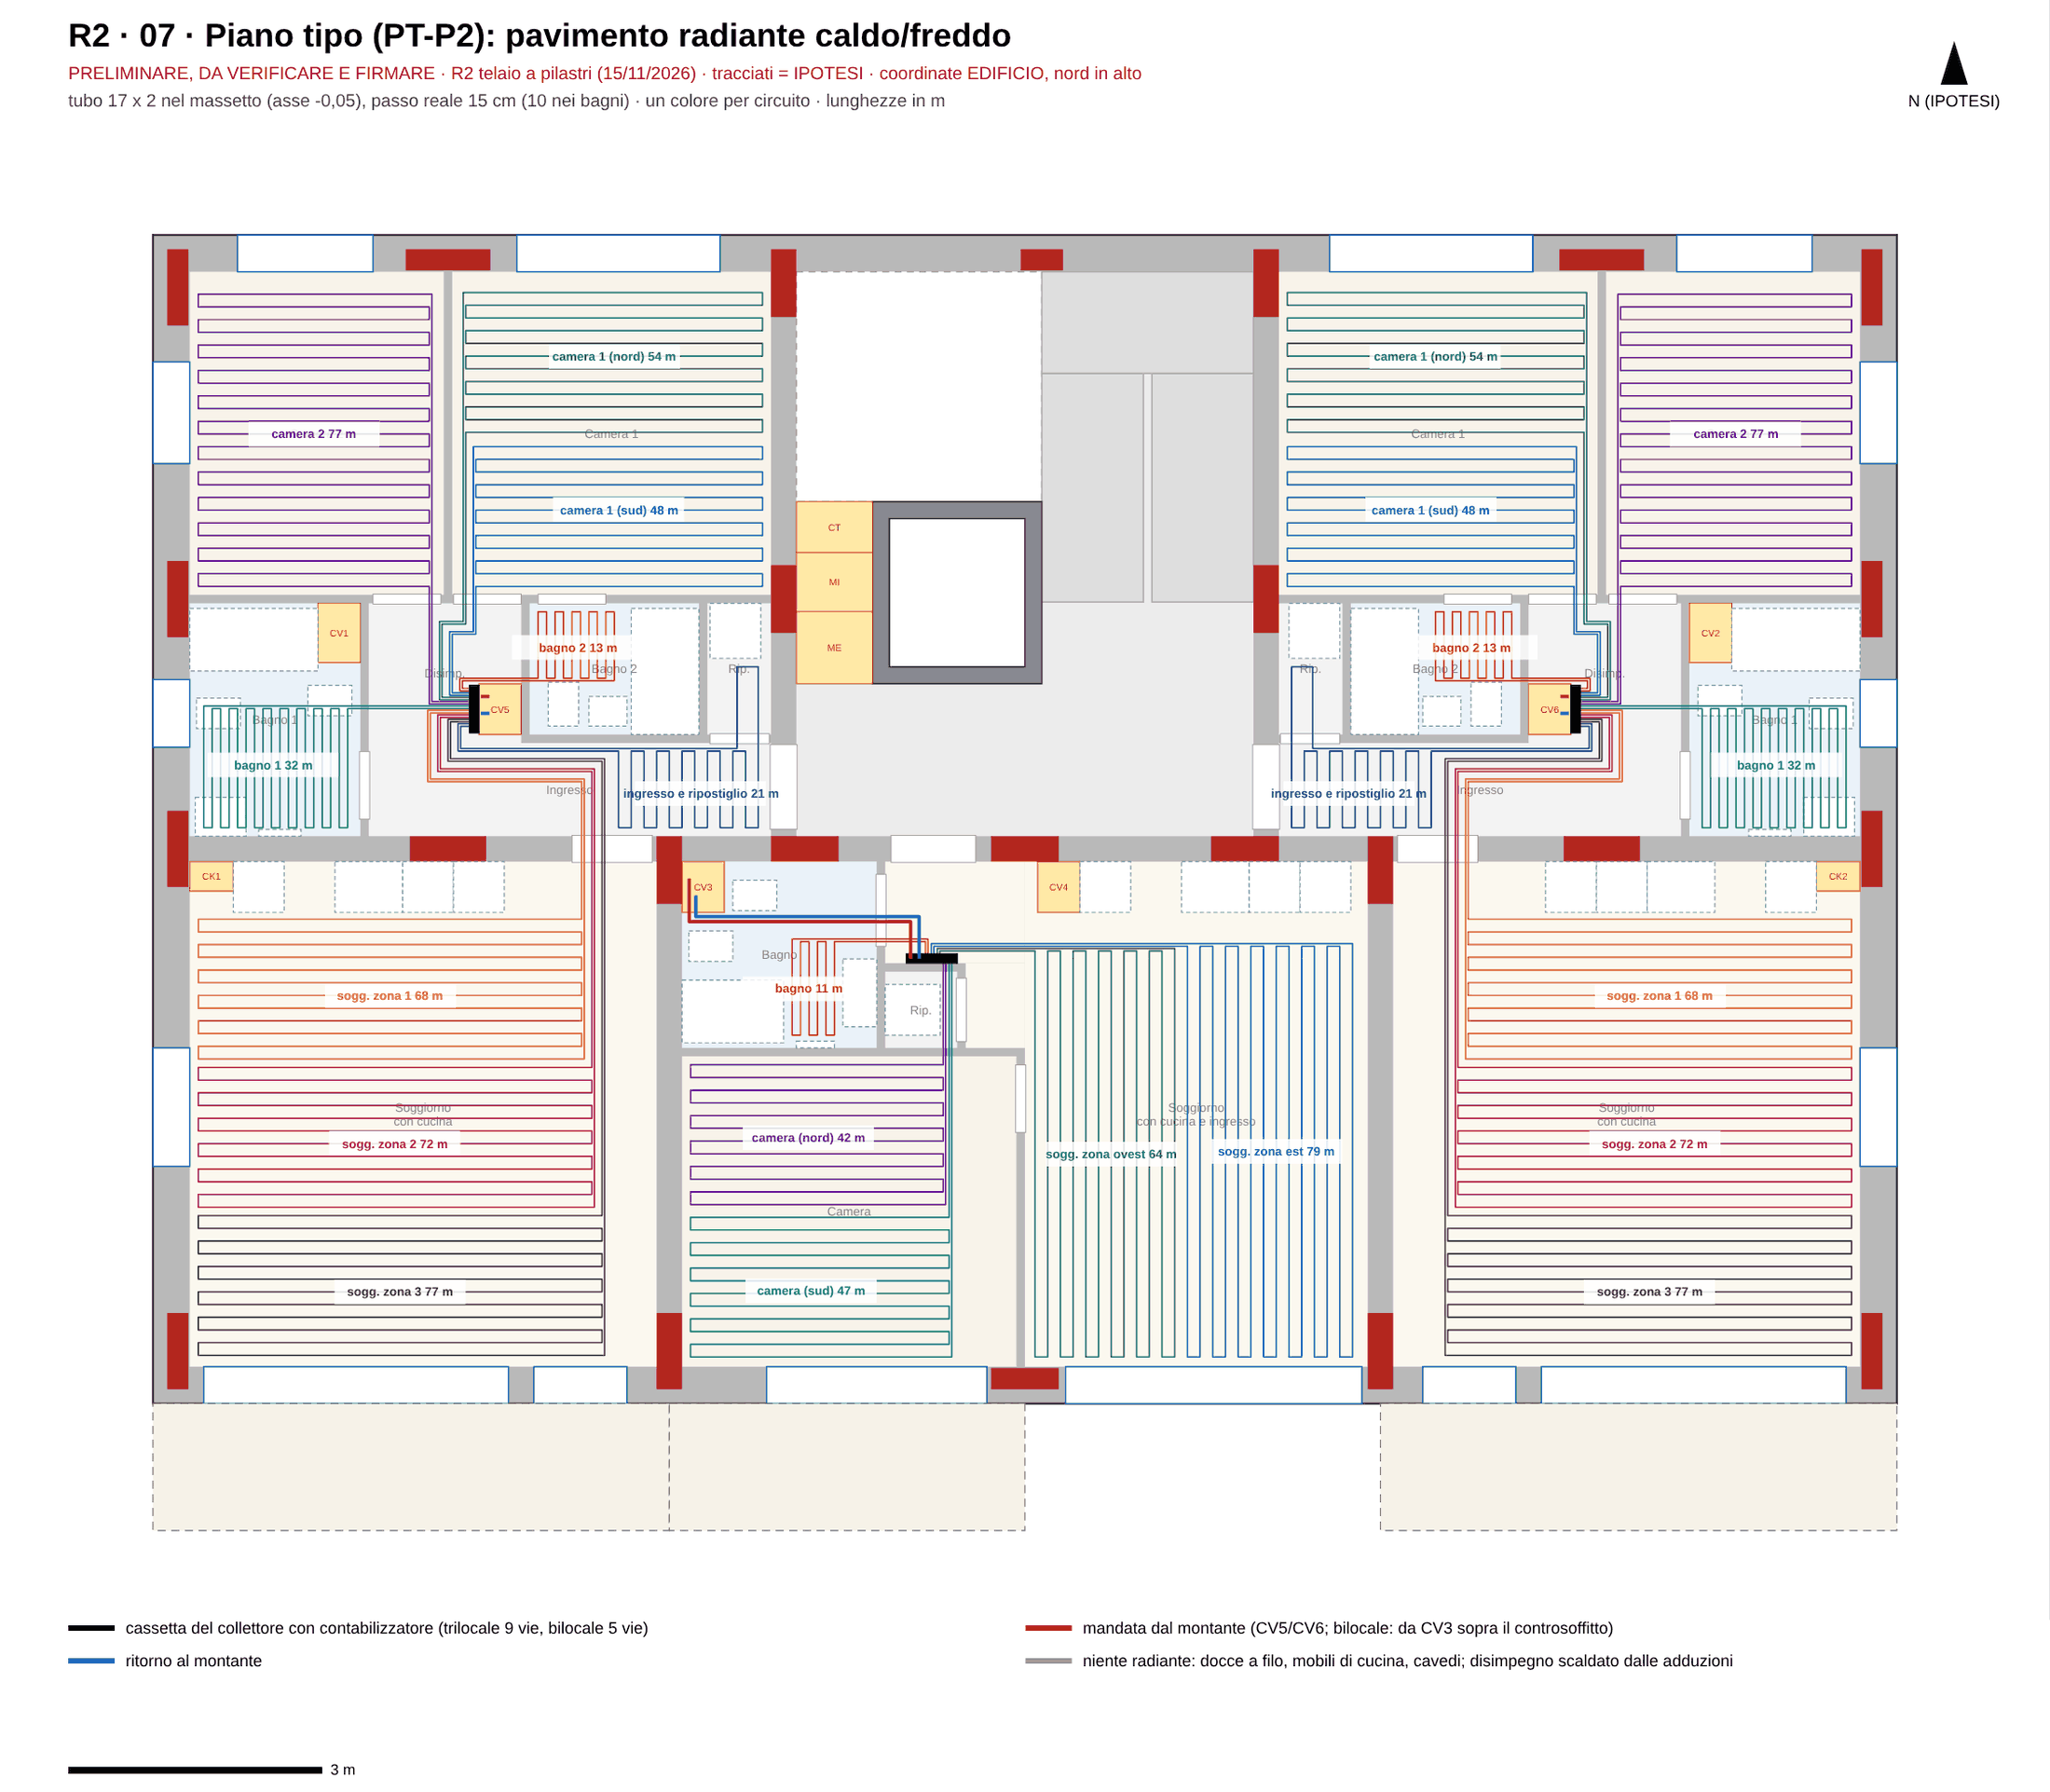 R2 · 07 · Piano tipo (PT-P2): pavimento radiante caldo/freddo
PRELIMINARE, DA VERIFICARE E FIRMARE · R2 telaio a pilastri (15/11/2026) · tracciati = IPOTESI · coordinate EDIFICIO, nord in alto
tubo 17 x 2 nel massetto (asse -0,05), passo reale 15 cm (10 nei bagni) · un colore per circuito · lunghezze in m
N (IPOTESI)
camera 1 (nord) 54 m
camera 1 (nord) 54 m
camera 2 77 m
Camera 1
Camera 1
camera 2 77 m
camera 1 (sud) 48 m
camera 1 (sud) 48 m
CT
MI
CV1
CV2
bagno 2 13 m
ME
bagno 2 13 m
Disimp.
Bagno 2
Rip.
Rip.
Bagno 2
Disimp.
CV5
CV6
Bagno 1
Bagno 1
bagno 1 32 m
bagno 1 32 m
Ingresso
ingresso e ripostiglio 21 m
ingresso e ripostiglio 21 m
Ingresso
CK1
CV3
CV4
CK2
Bagno
sogg. zona 1 68 m
bagno 11 m
sogg. zona 1 68 m
Rip.
Soggiorno
con cucina
Soggiorno
con cucina e ingresso
Soggiorno
con cucina
sogg. zona 2 72 m
camera (nord) 42 m
sogg. zona ovest 64 m
sogg. zona est 79 m
sogg. zona 2 72 m
Camera
sogg. zona 3 77 m
camera (sud) 47 m
sogg. zona 3 77 m
cassetta del collettore con contabilizzatore (trilocale 9 vie, bilocale 5 vie)
mandata dal montante (CV5/CV6; bilocale: da CV3 sopra il controsoffitto)
ritorno al montante
niente radiante: docce a filo, mobili di cucina, cavedi; disimpegno scaldato dalle adduzioni
3 m